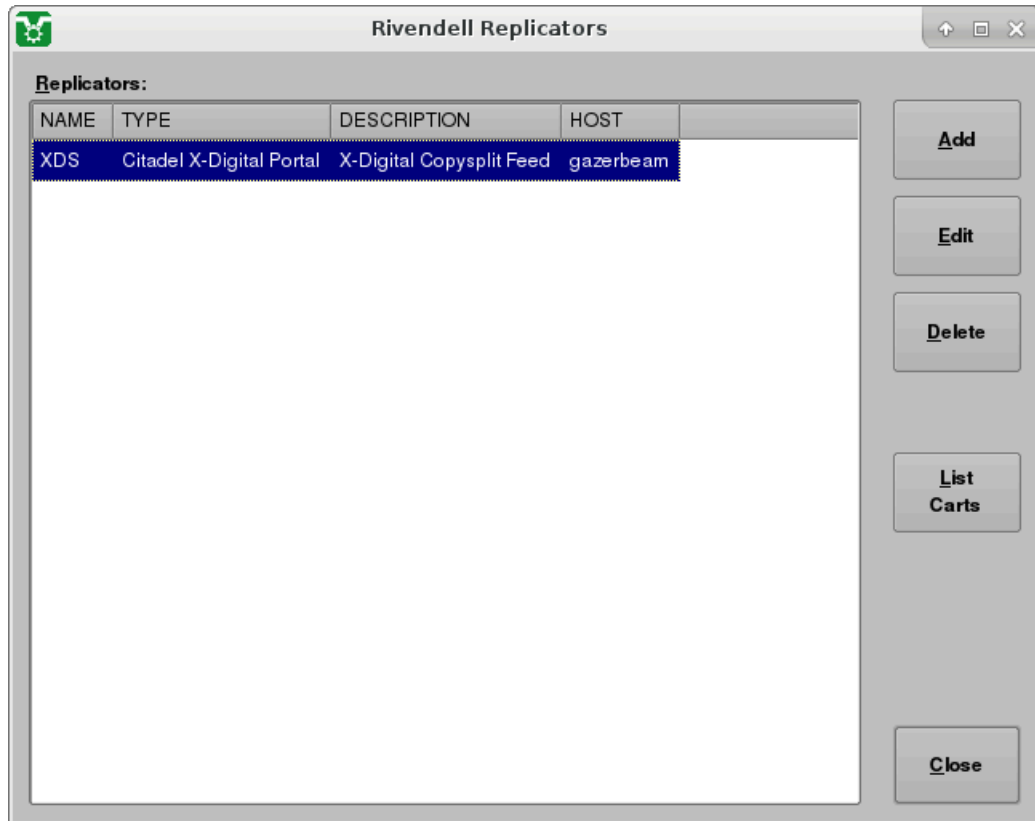 Rivendell Replicators
Replicators:
NAME TYPE DESCRIPTION HOST
XDS Citadel X-Digital Portal X-Digital Copysplit Feed gazerbeam
Add
Edit
Delete
List
Carts
Close